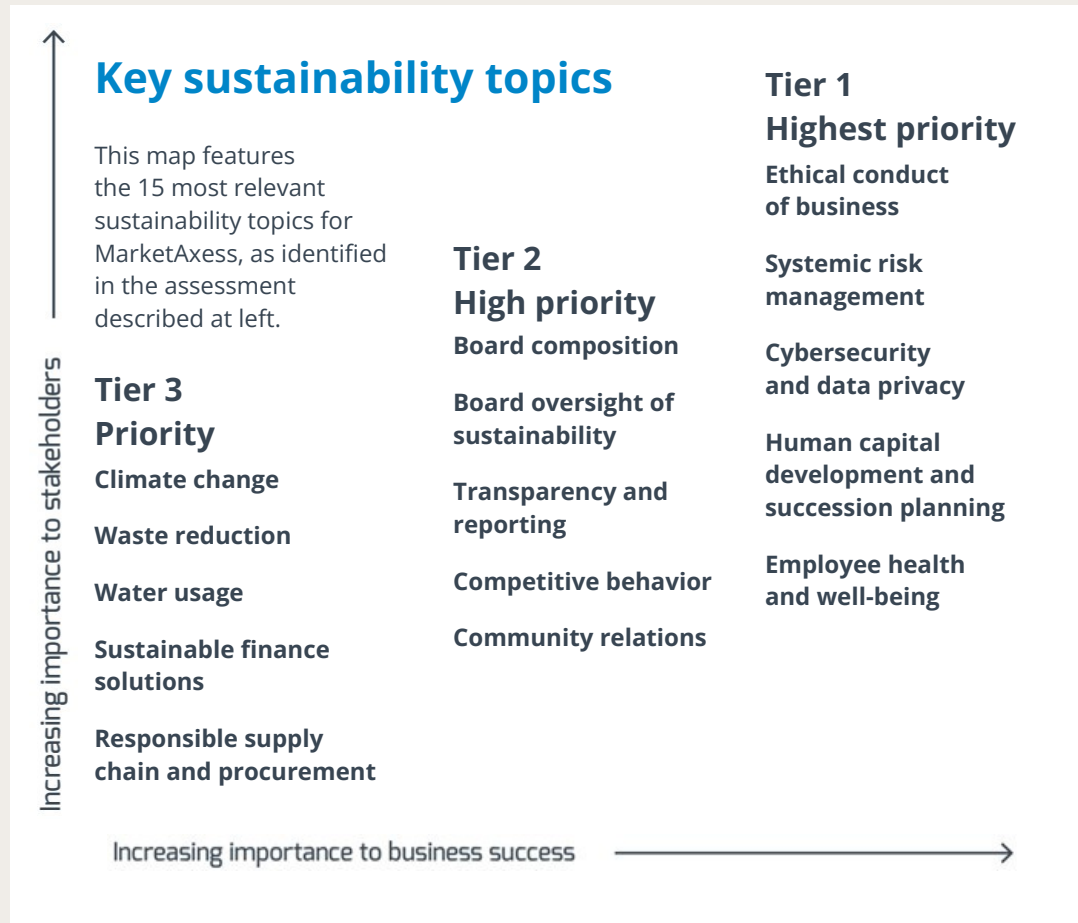 Key sustainability topics
This map features
the 15 most relevant
sustainability topics for
MarketAxess, as identified
in the assessment
described at left.
Tier 3
Priority
Climate change
Waste reduction
Water usage
Sustainable finance
solutions
Responsible supply
chain and procurement
Tier 2
High priority
Board composition
Board oversight of
sustainability
Transparency and
reporting
Competitive behavior
Community relations
Tier 1
Highest priority
Ethical conduct
of business
Systemic risk
management
Cybersecurity
and data privacy
Human capital
development and
succession planning
Employee health
and well-being
Increasing importance to stakeholders
Increasing importance to business success